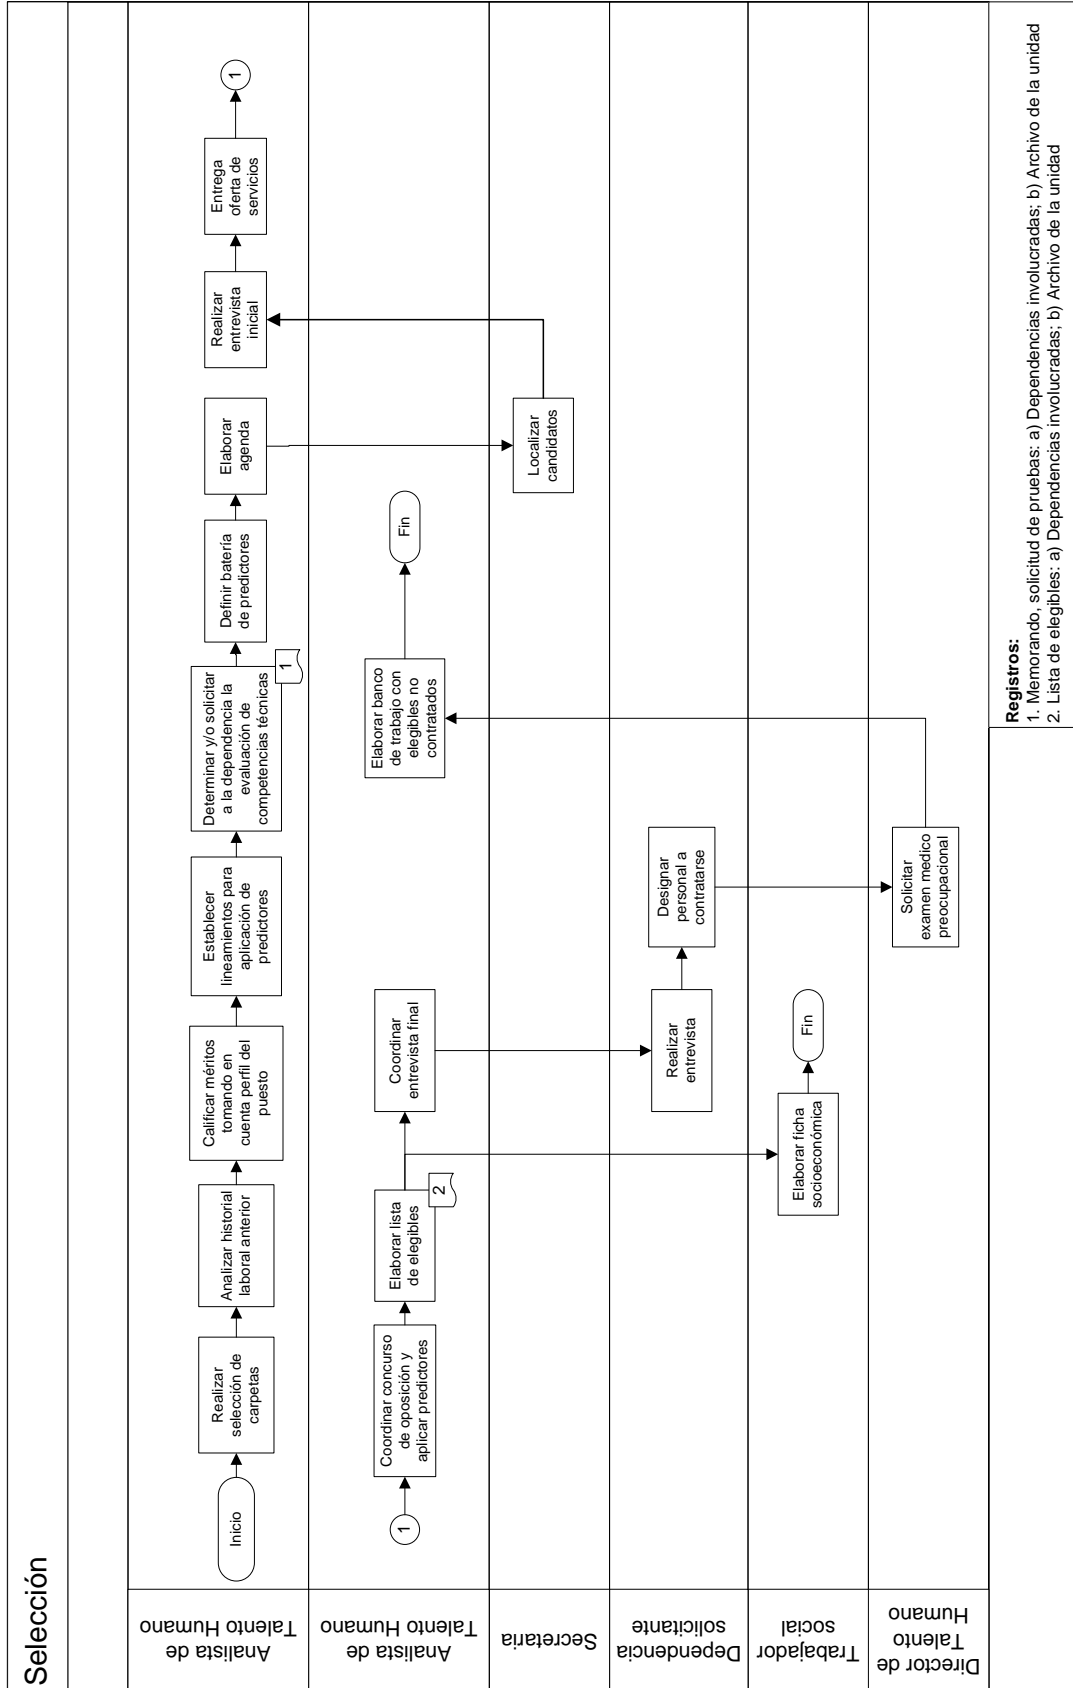 Selección
Analista de
Talento Humano
Inicio
Realizar
selección de
carpetas
Analizar historial
laboral anterior
Calificar méritos
tomando en
cuenta perfil del
puesto
Establecer
lineamientos para
aplicación de
predictores
Determinar y/o solicitar
a la dependencia la
evaluación de
competencias técnicas
1
Definir batería
de predictores
Elaborar
agenda
Realizar
entrevista
inicial
Entrega
oferta de
servicios
1
Analista de
Talento Humano
1
Coordinar concurso
de oposición y
aplicar predictores
Elaborar lista
de elegibles
2
Coordinar
entrevista final
Elaborar banco
de trabajo con
elegibles no
contratados
Fin
Secretaria
Localizar
candidatos
Dependencia
solicitante
Realizar
entrevista
Designar
personal a
contratarse
Trabajador
social
Elaborar ficha
socioeconómica
Fin
Director de
Talento
Humano
Solicitar
examen medico
preocupacional
Registros:
1. Memorando, solicitud de pruebas: a) Dependencias involucradas; b) Archivo de la unidad
2. Lista de elegibles: a) Dependencias involucradas; b) Archivo de la unidad